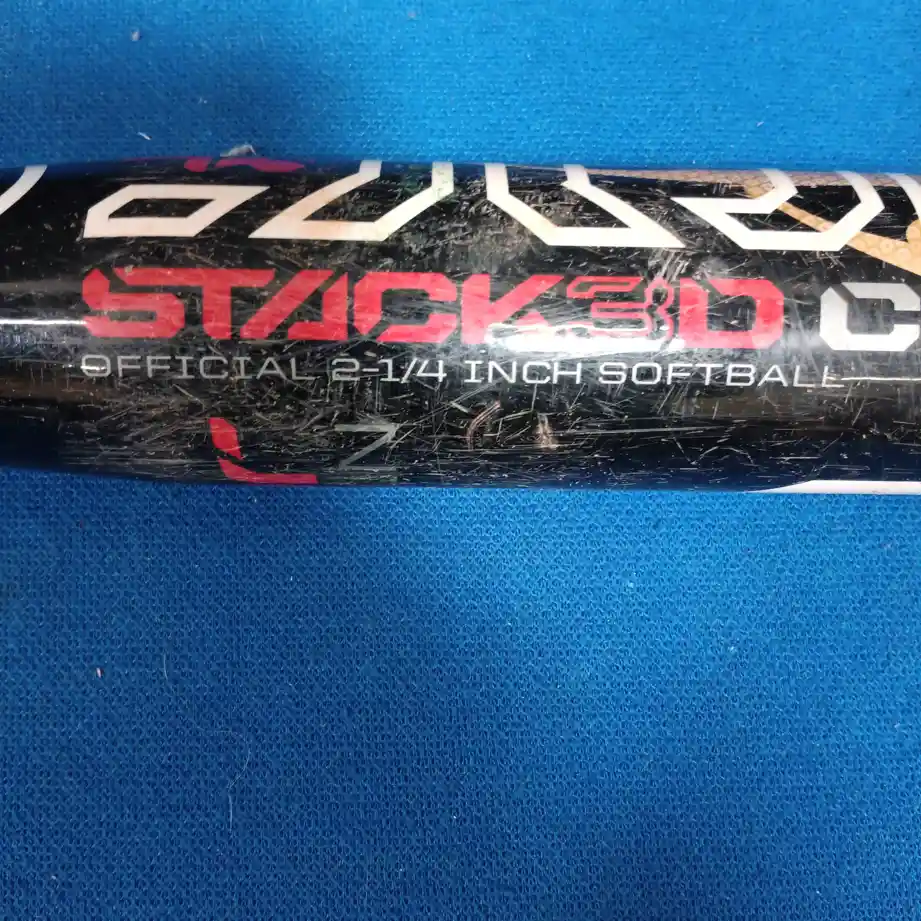 STACK3D C
OFFICIAL 2-1/4 INCH SOFTBALL